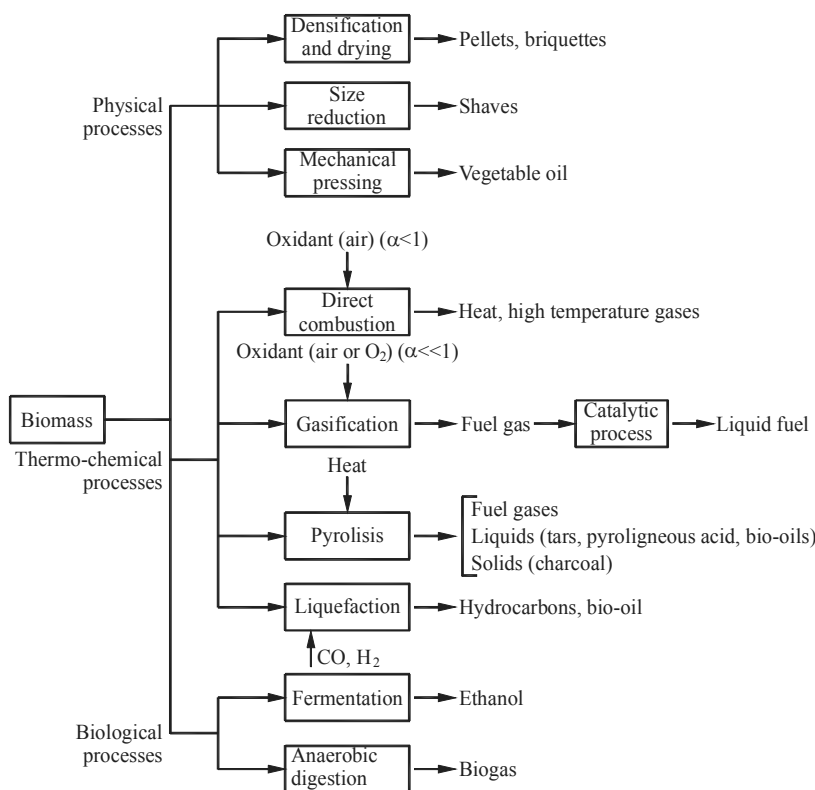 Densification
and drying
Pellets, briquettes
Physical
processes
Size
reduction
Shaves
Mechanical
pressing
Vegetable oil
Oxidant (air) (α<1)
Direct
combustion
Heat, high temperature gases
Oxidant (air or O₂) (α<<1)
Biomass
Gasification
Fuel gas
Catalytic
process
Liquid fuel
Thermo-chemical
processes
Heat
Pyrolisis
Fuel gases
Liquids (tars, pyroligneous acid, bio-oils)
Solids (charcoal)
Liquefaction
Hydrocarbons, bio-oil
CO, H₂
Fermentation
Ethanol
Biological
processes
Anaerobic
digestion
Biogas